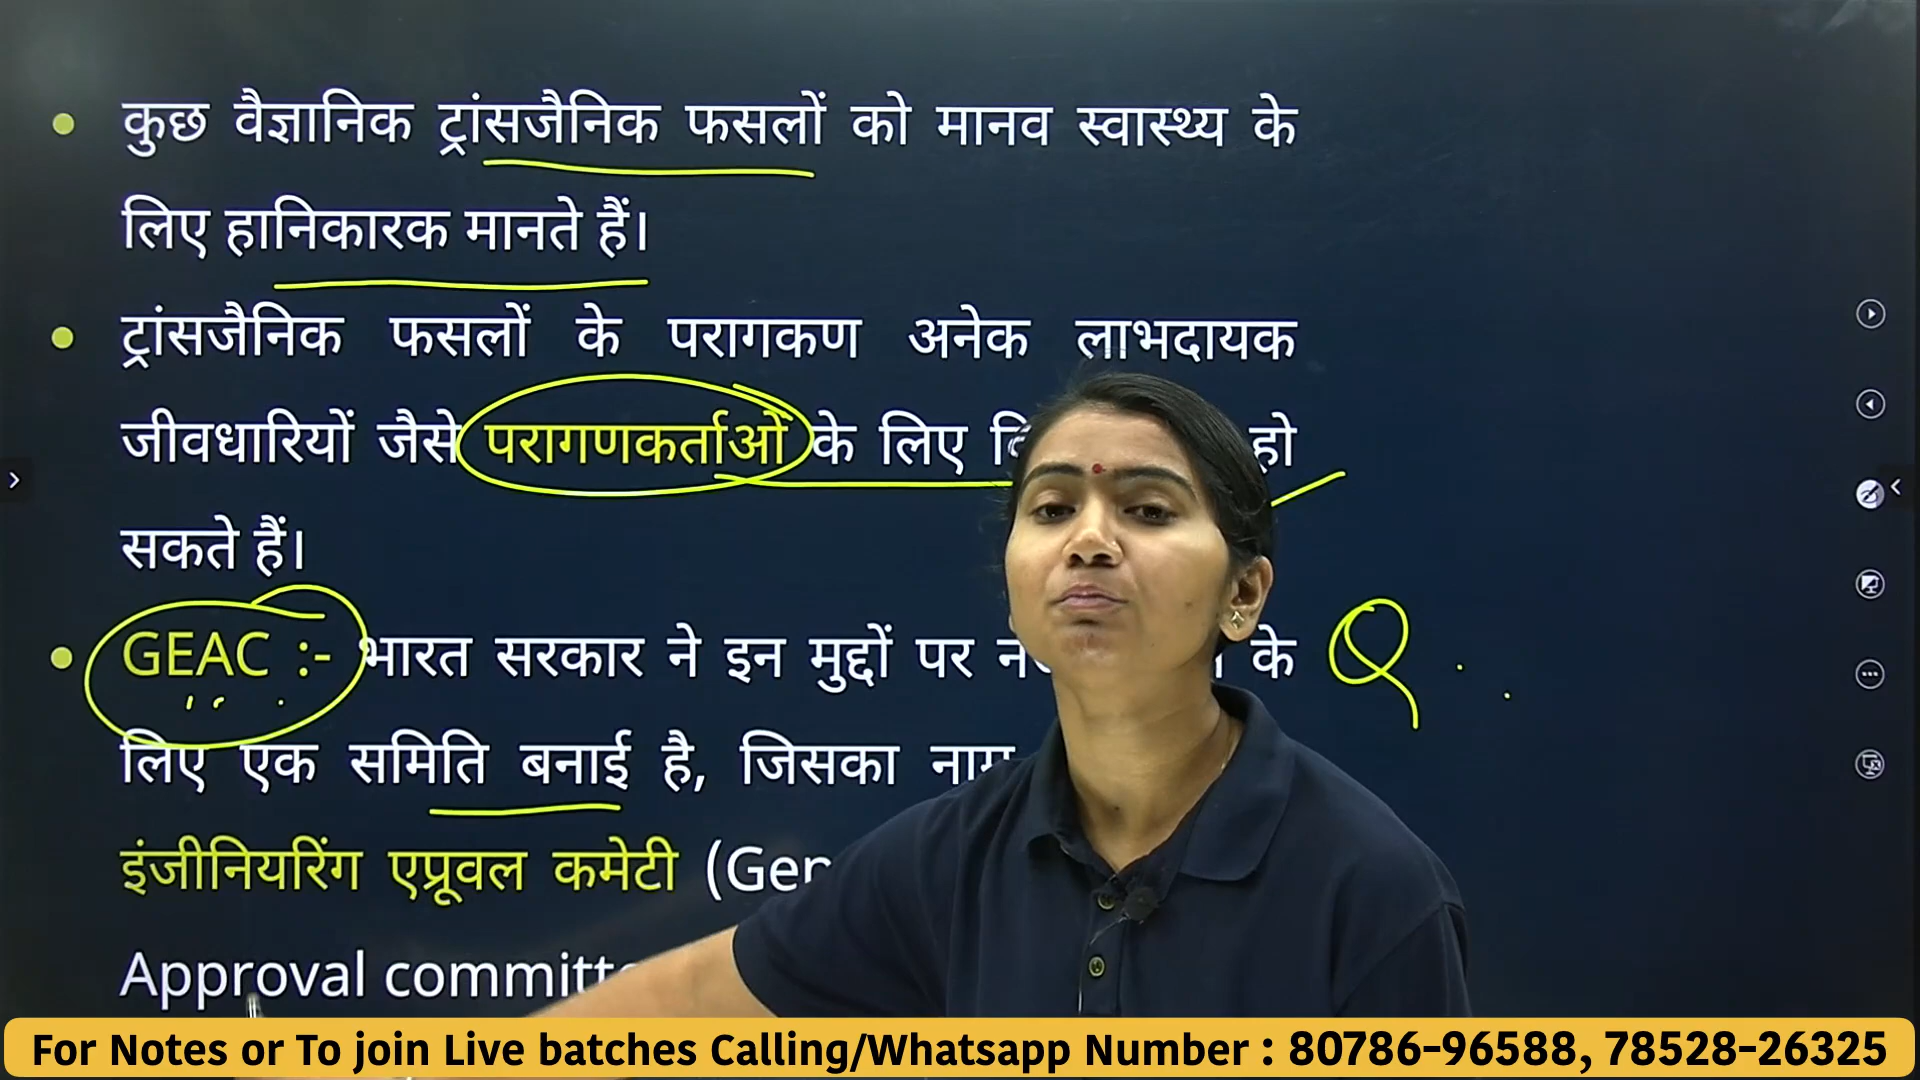 कुछ वैज्ञानिक ट्रांसजैनिक फसलों को मानव स्वास्थ्य के
लिए हानिकारक मानते हैं।
ट्रांसजैनिक फसलों के परागकण अनेक लाभदायक
जीवधारियों जैसे परागणकर्ताओं के लिए हो
सकते हैं।
GEAC :- भारत सरकार ने इन मुद्दों पर के Q
लिए एक समिति बनाई है, जिसका नाम
इंजीनियरिंग एप्रूवल कमेटी
Approval
For Notes or To join Live batches Calling/Whatsapp Number : 80786-96588, 78528-26325